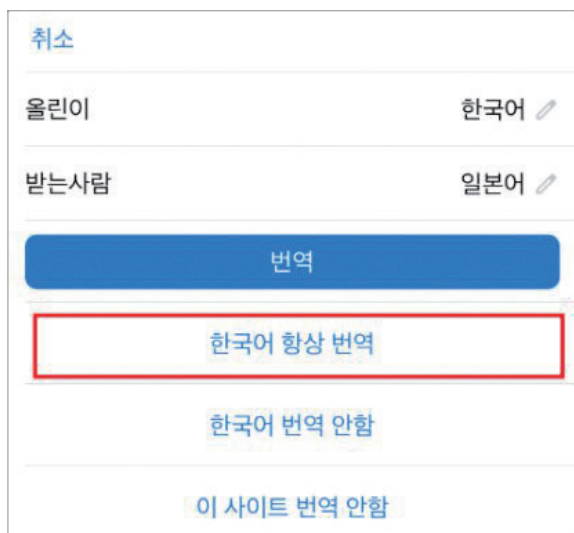 취소
올린이 한국어
받는사람 일본어
번역
한국어 항상 번역
한국어 번역 안함
이 사이트 번역 안함